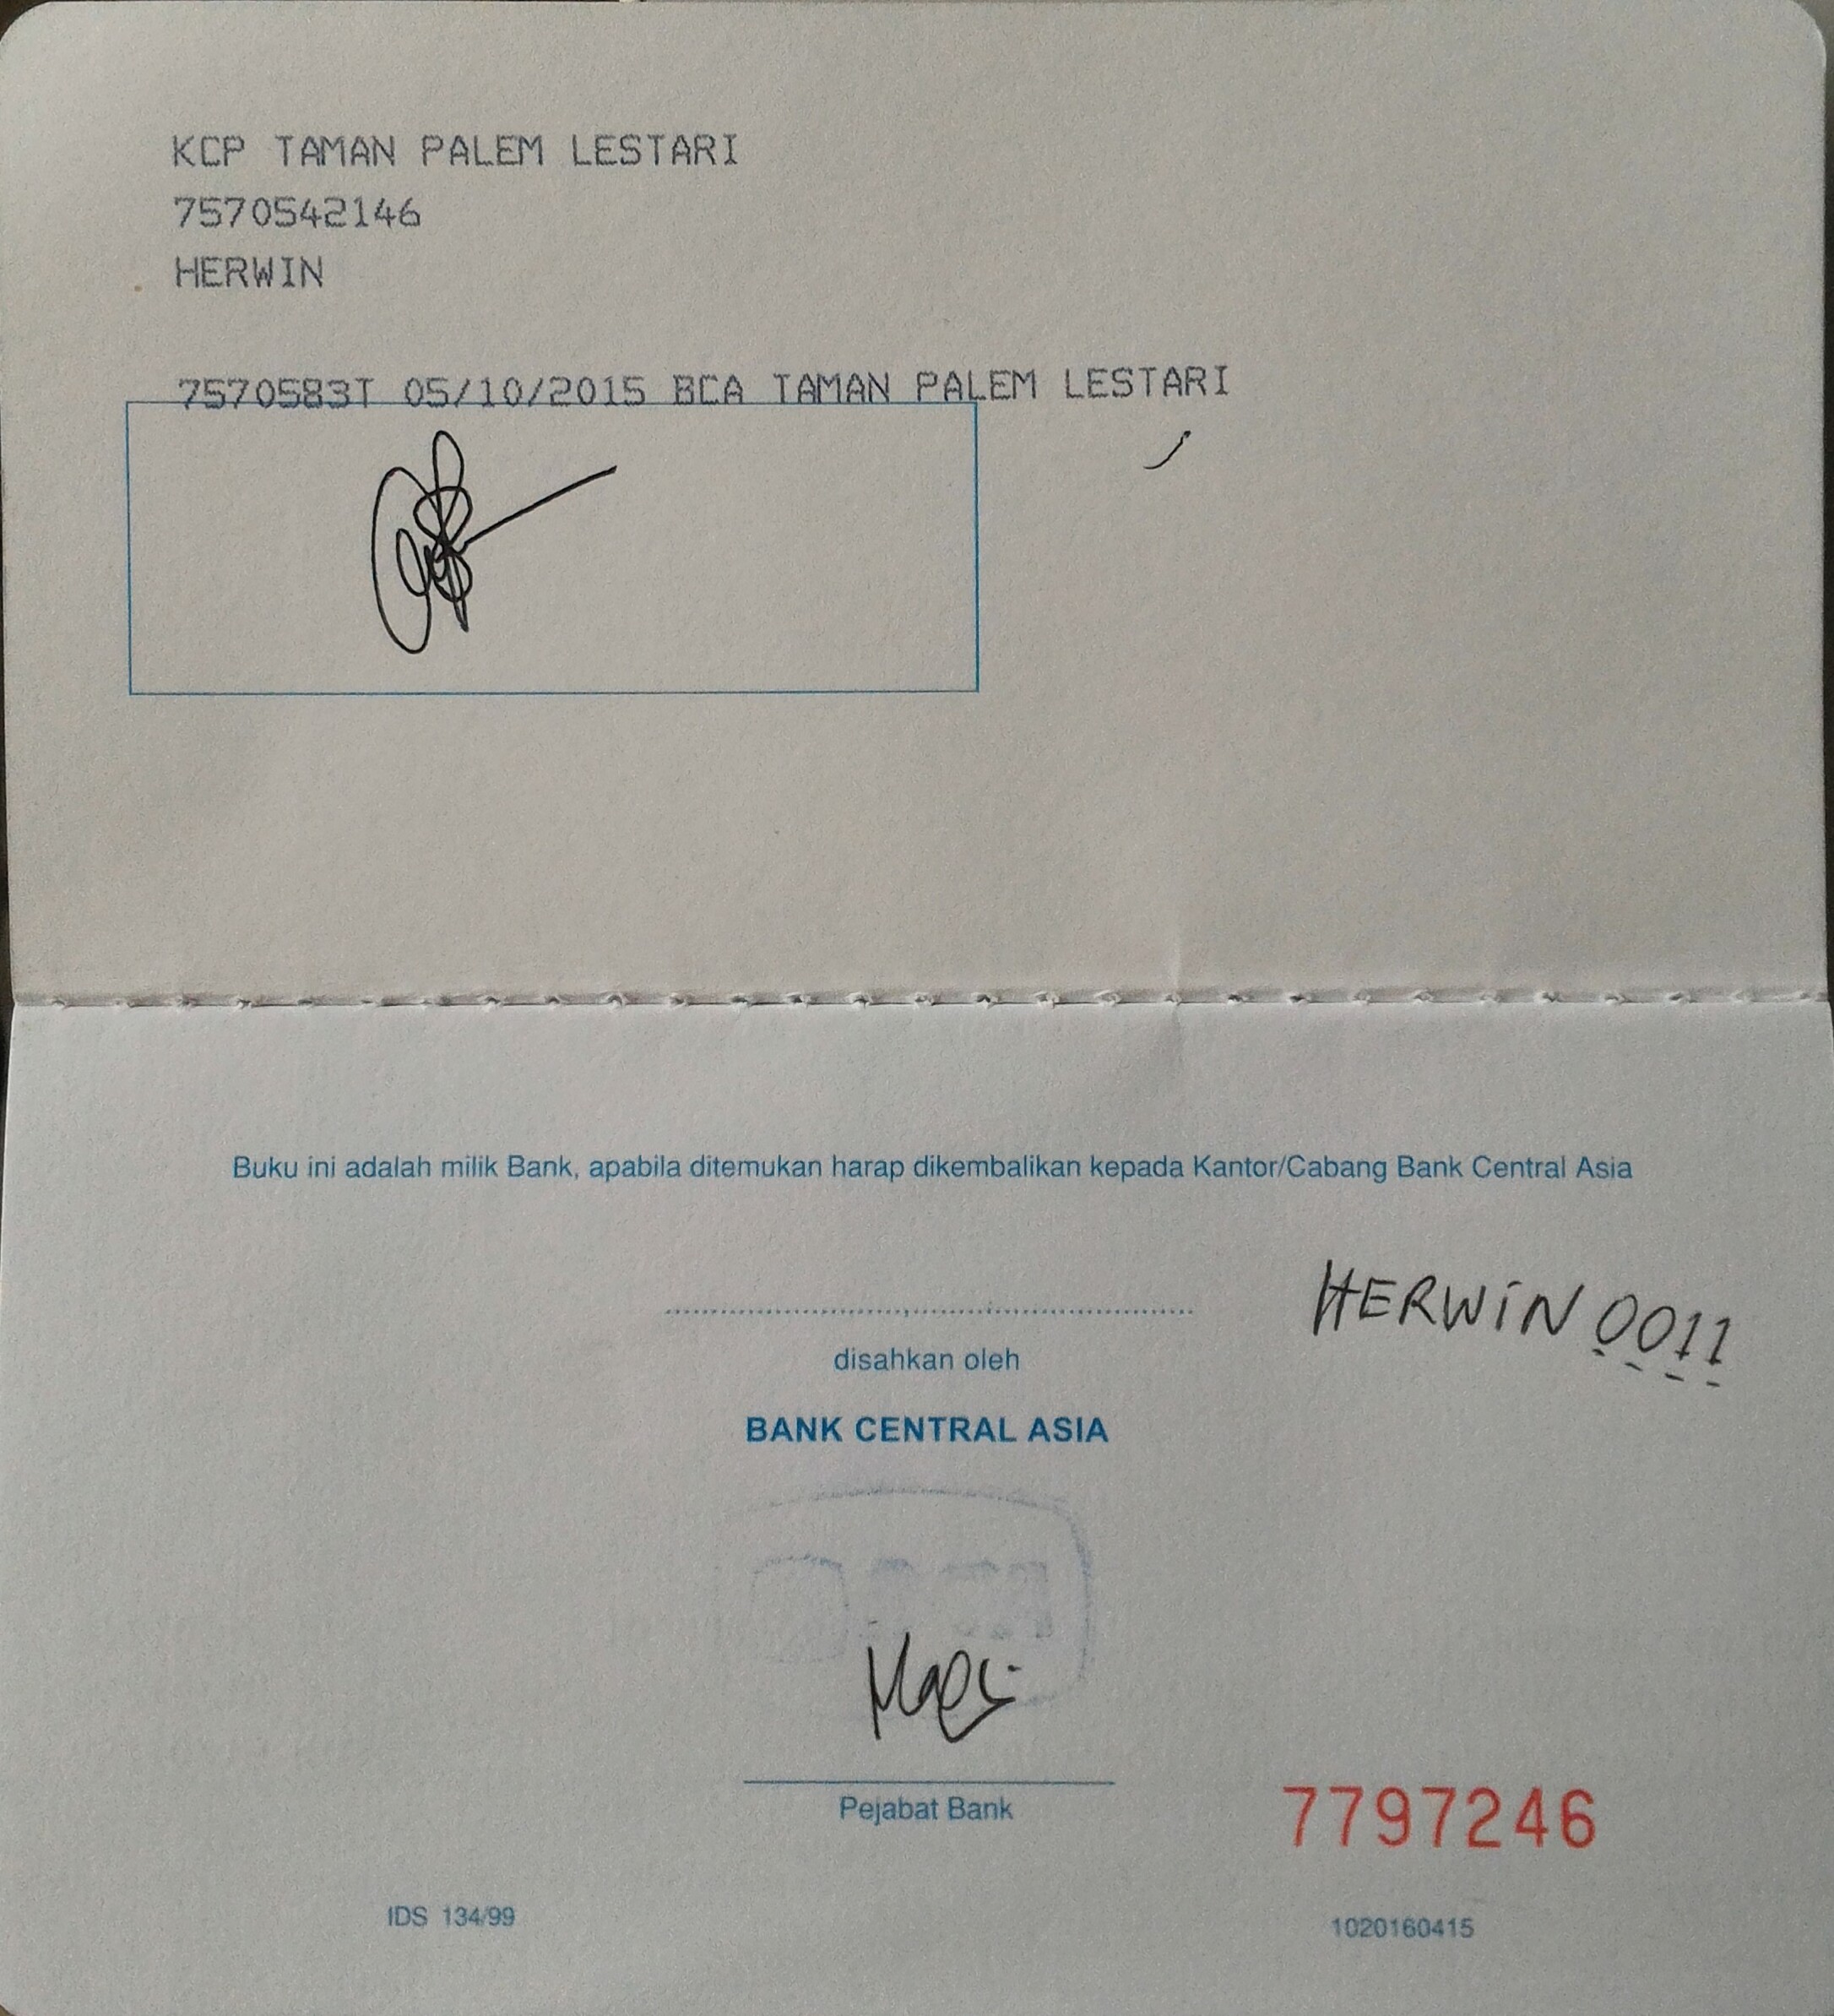 KCP TAMAN PALEM LESTARI
7570542146
HERWIN
7570583T 05/10/2015 BCA TAMAN PALEM LESTARI
Buku ini adalah milik Bank, apabila ditemukan harap dikembalikan kepada Kantor/Cabang Bank Central Asia
HERWIN 0011
disahkan oleh
BANK CENTRAL ASIA
Pejabat Bank
7797246
IDS 134/99
1020160415